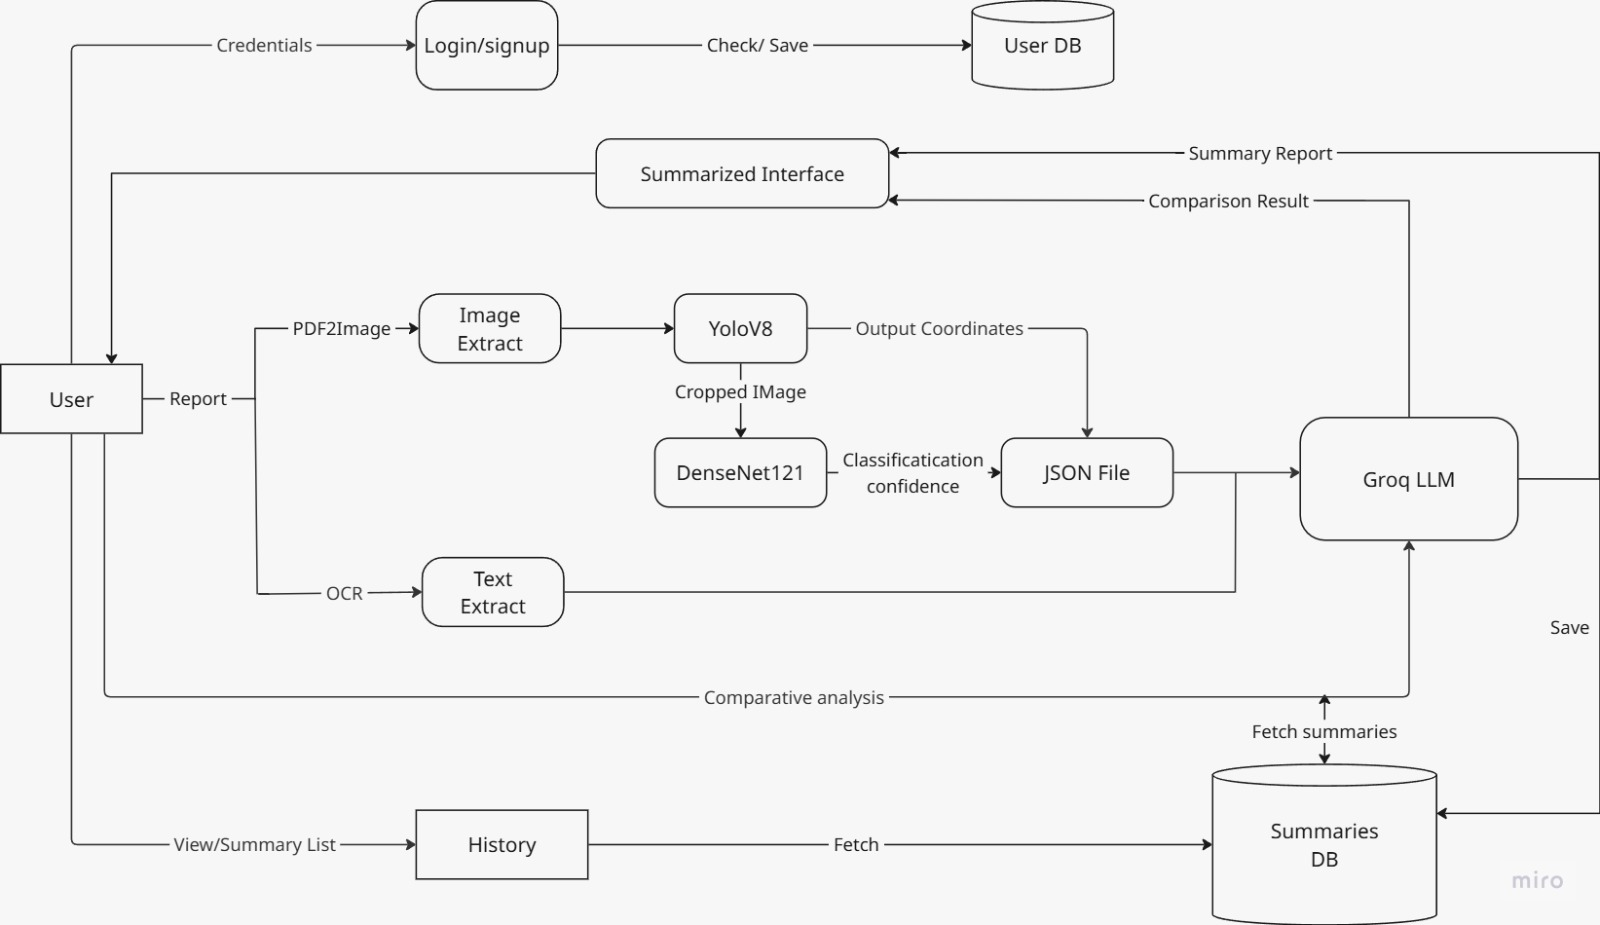 Credentials
Login/signup
Check/ Save
User DB
Summary Report
Summarized Interface
Comparison Result
Image
Extract
PDF2Image
YoloV8
Output Coordinates
Cropped IMage
User
Report
DenseNet121
Classificatication
confidence
JSON File
Groq LLM
Text
Extract
OCR
Save
Comparative analysis
Fetch summaries
View/Summary List
History
Fetch
Summaries
DB
miro